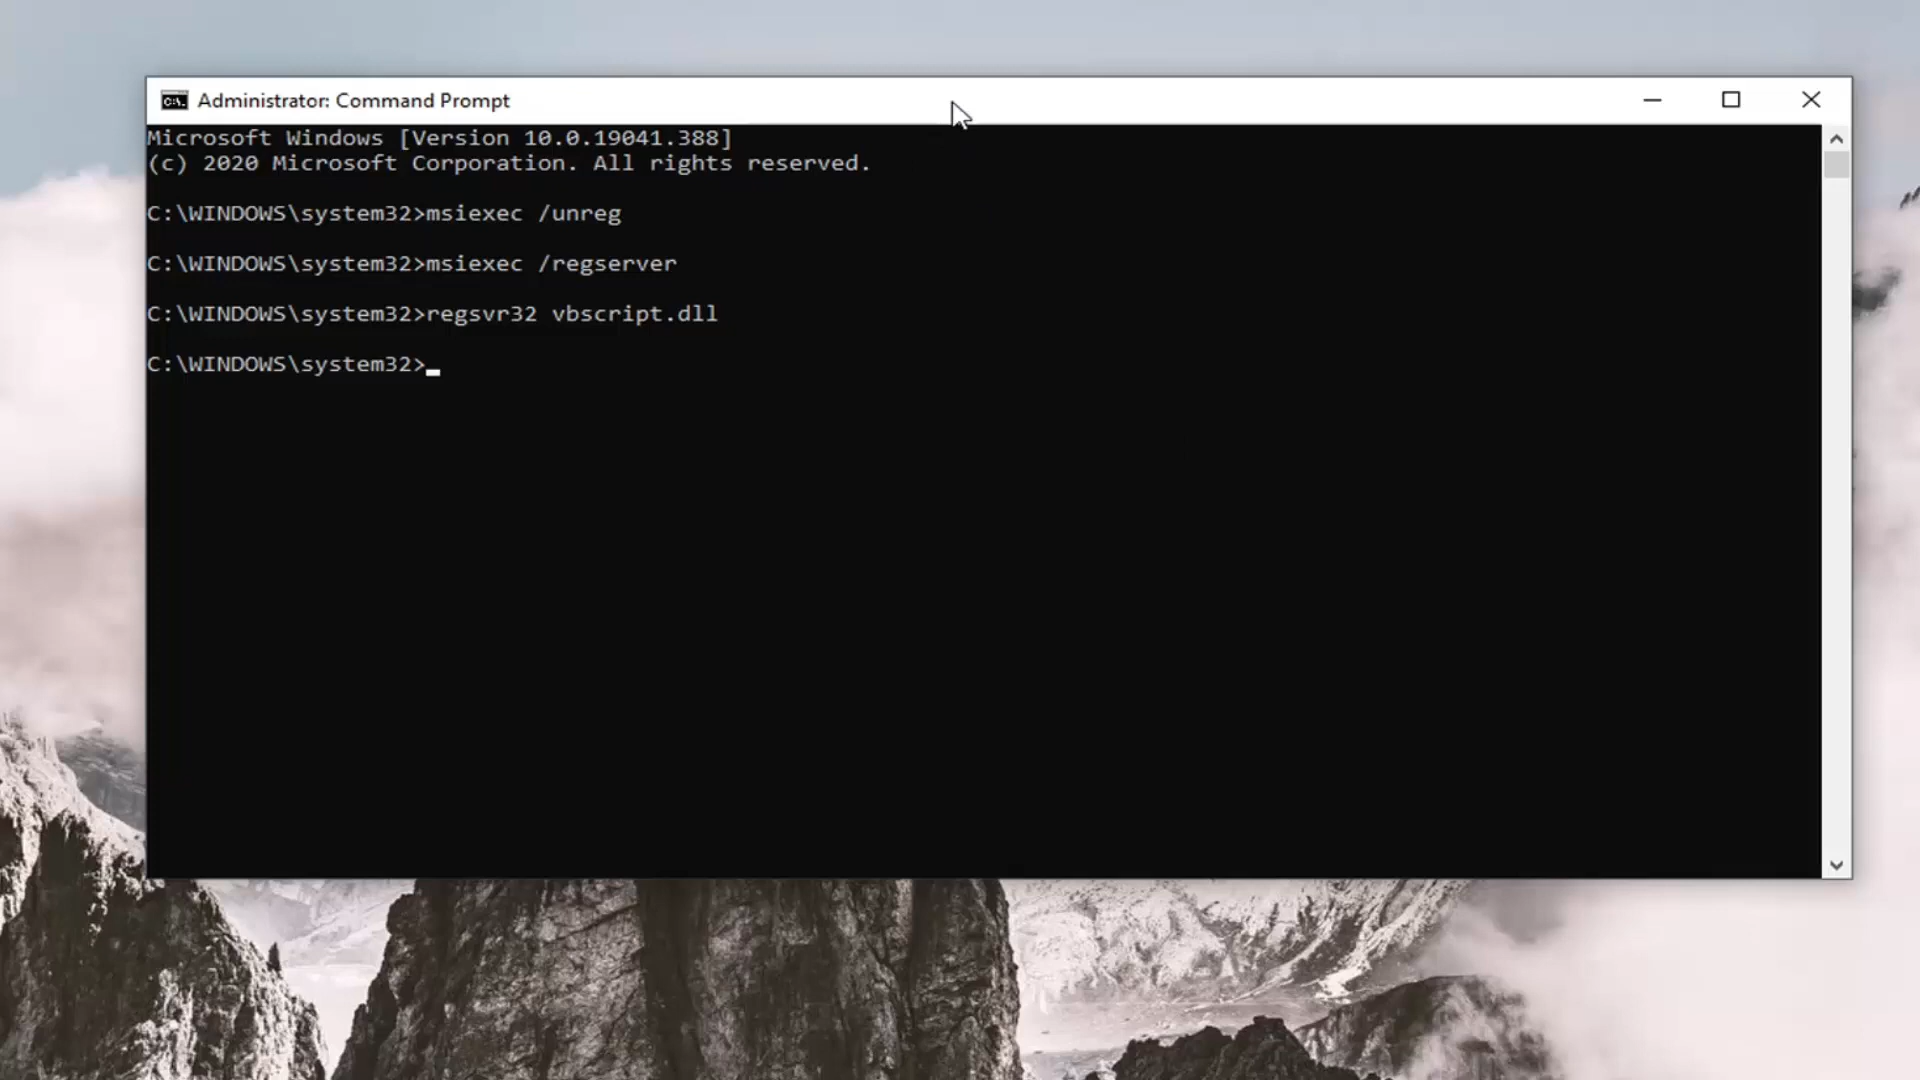 Administrator: Command Prompt
Microsoft Windows [Version 10.0.19041.388]
(c) 2020 Microsoft Corporation. All rights reserved.
C:\WINDOWS\system32>msiexec /unreg
C:\WINDOWS\system32>msiexec /regserver
C:\WINDOWS\system32>regsvr32 vbscript.dll
C:\WINDOWS\system32>